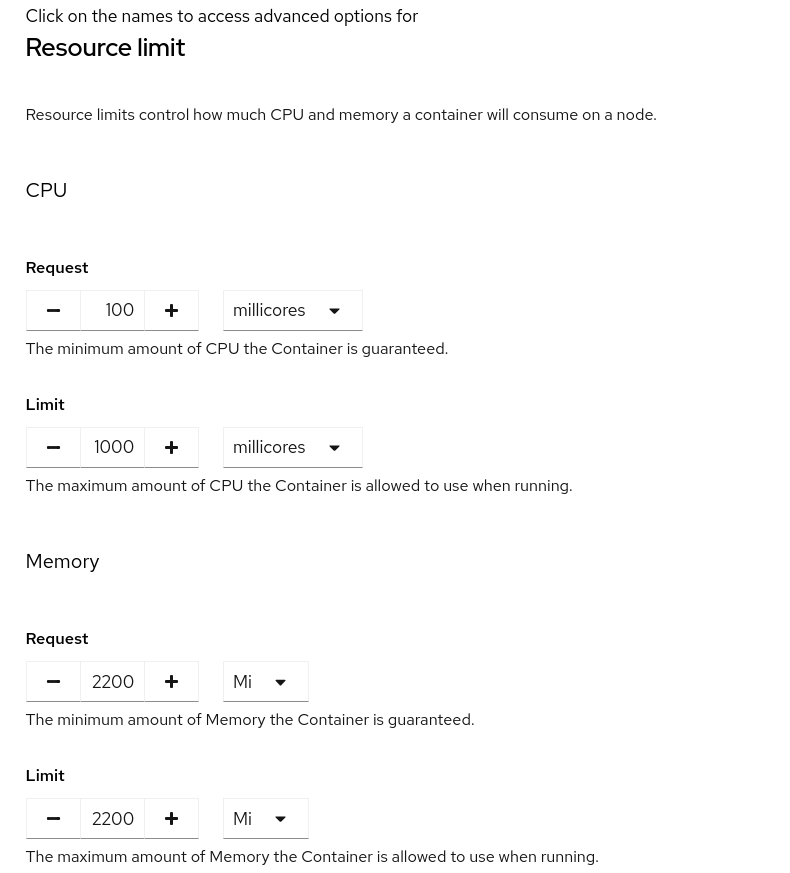 Click on the names to access advanced options for
Resource limit
Resource limits control how much CPU and memory a container will consume on a node.
CPU
Request
100 millicores
The minimum amount of CPU the Container is guaranteed.
Limit
1000 millicores
The maximum amount of CPU the Container is allowed to use when running.
Memory
Request
2200 Mi
The minimum amount of Memory the Container is guaranteed.
Limit
2200 Mi
The maximum amount of Memory the Container is allowed to use when running.